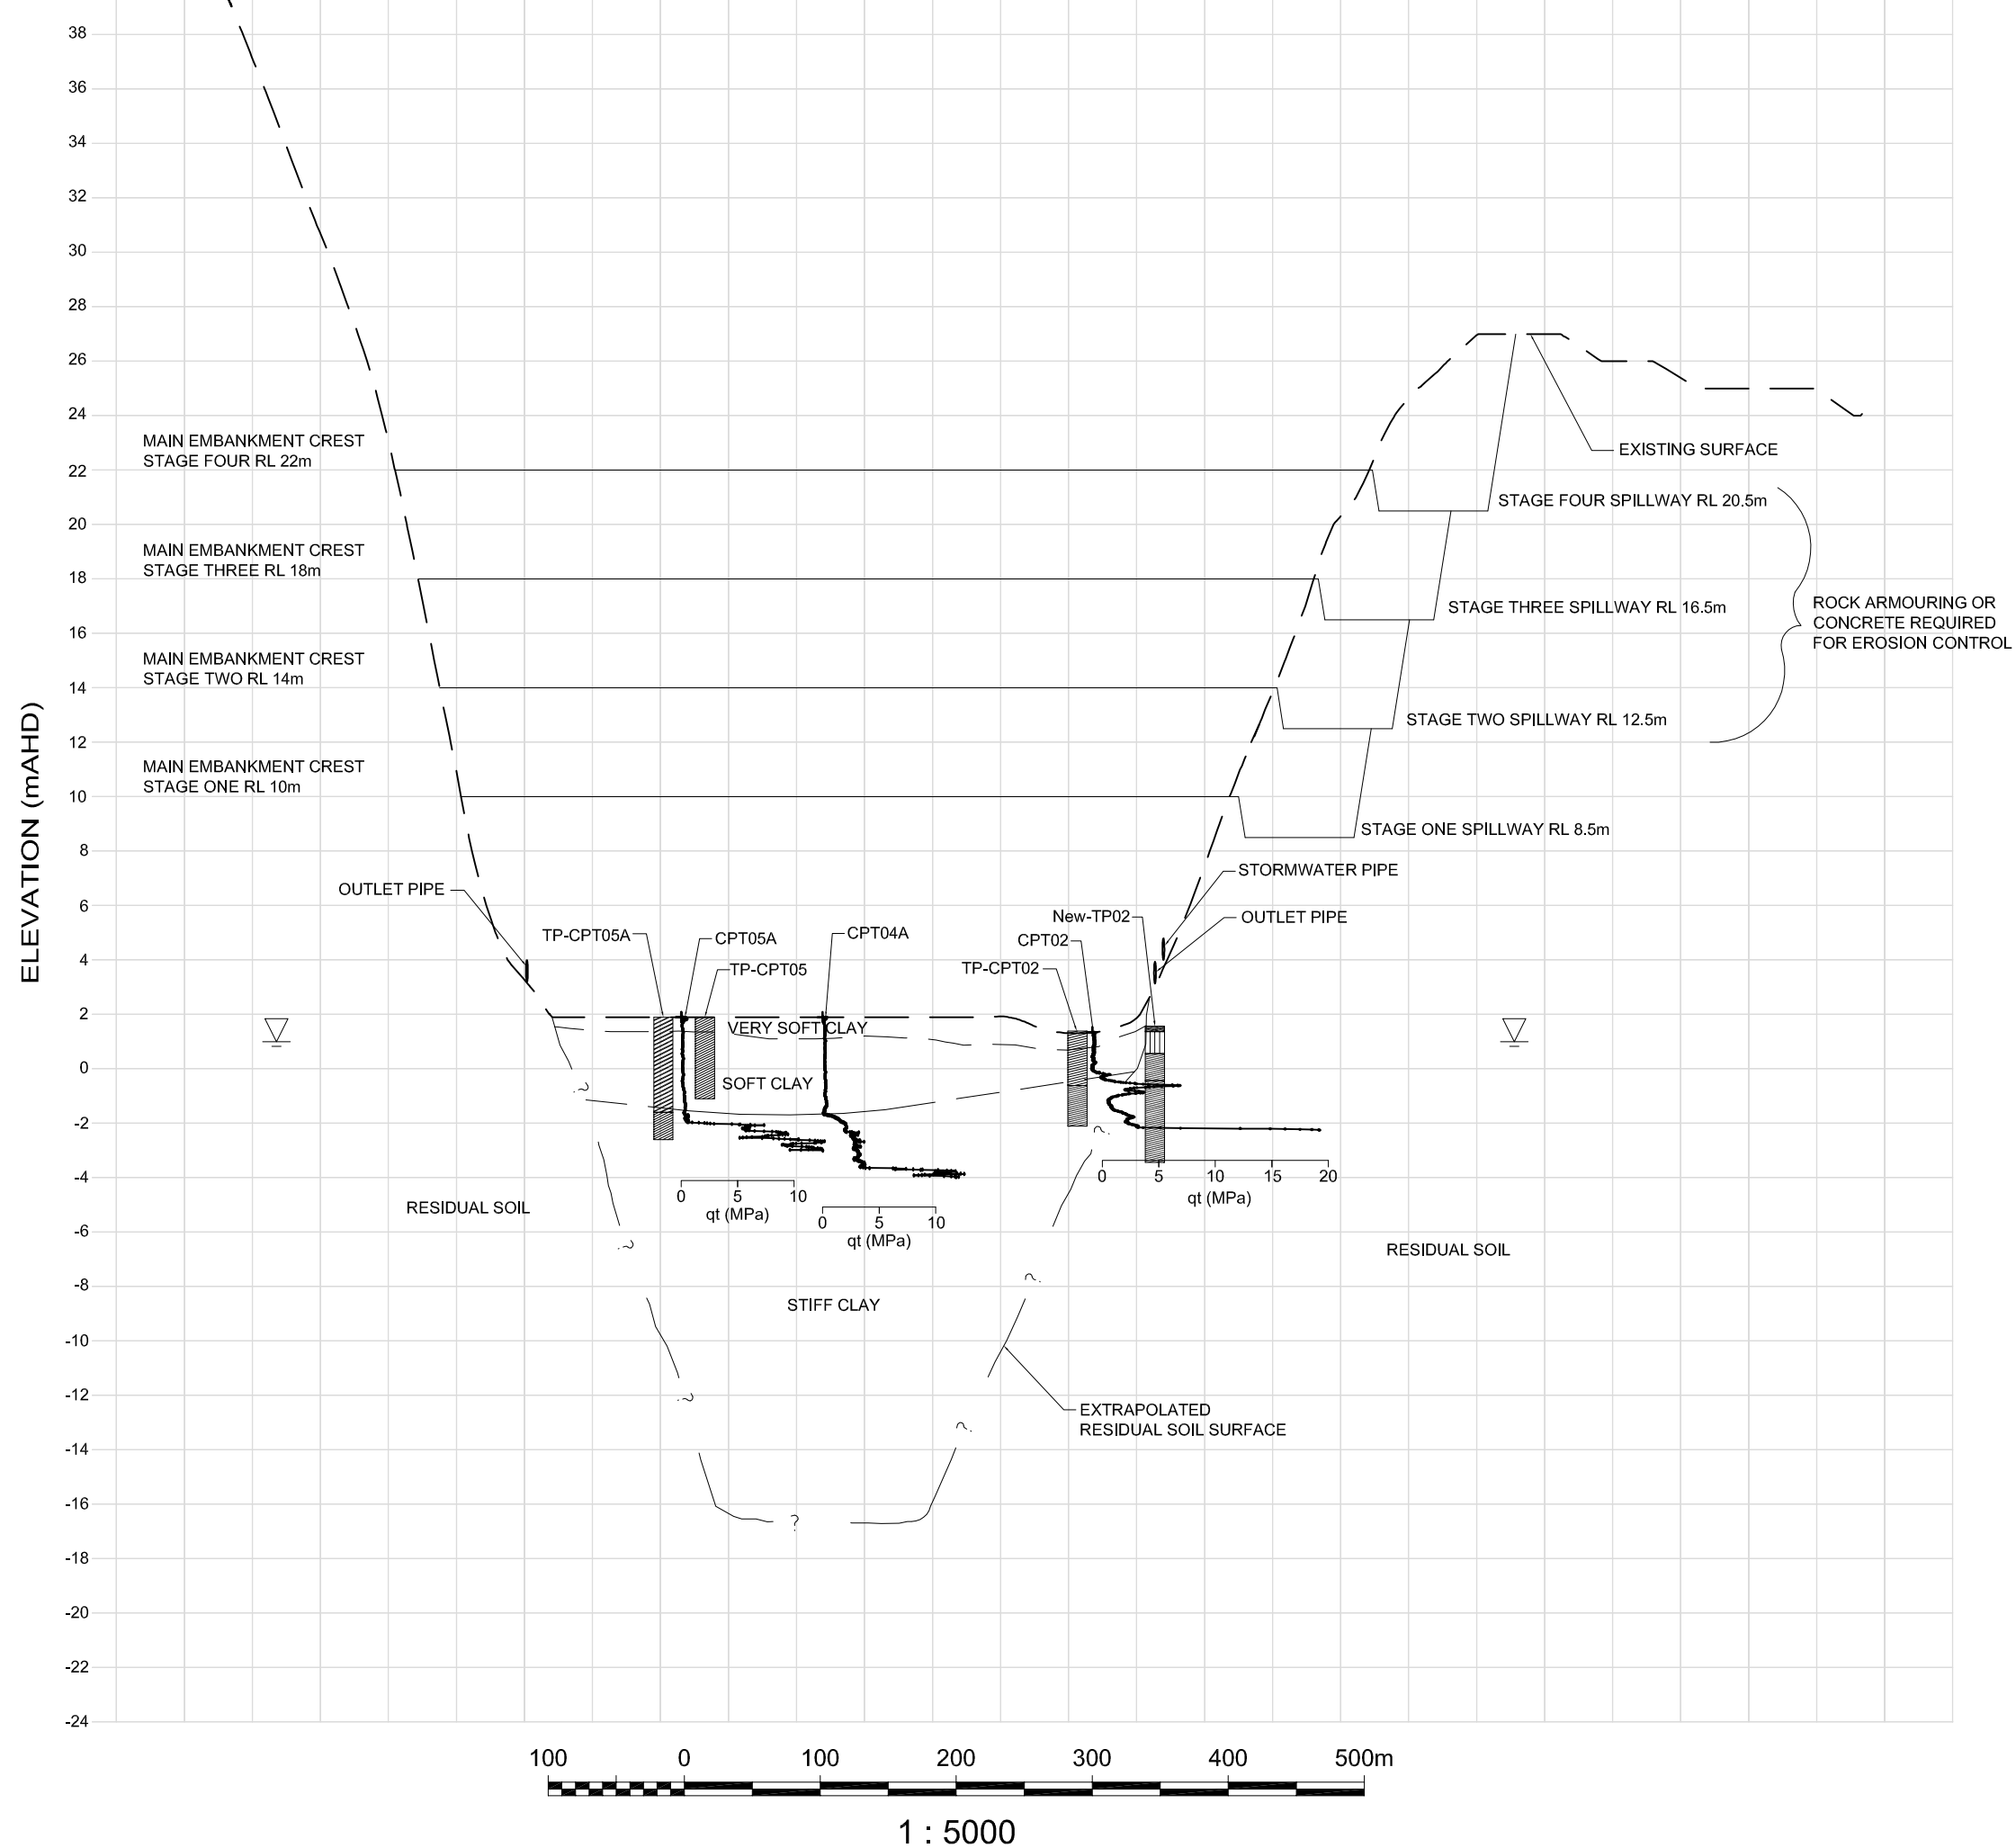 38
36
34
32
30
28
26
24
22
20
18
16
14
12
10
8
6
4
2
0
-2
-4
-6
-8
-10
-12
-14
-16
-18
-20
-22
-24
ELEVATION (mAHD)
MAIN EMBANKMENT CREST
STAGE FOUR RL 22m
MAIN EMBANKMENT CREST
STAGE THREE RL 18m
MAIN EMBANKMENT CREST
STAGE TWO RL 14m
MAIN EMBANKMENT CREST
STAGE ONE RL 10m
EXISTING SURFACE
STAGE FOUR SPILLWAY RL 20.5m
STAGE THREE SPILLWAY RL 16.5m
STAGE TWO SPILLWAY RL 12.5m
STAGE ONE SPILLWAY RL 8.5m
ROCK ARMOURING OR
CONCRETE REQUIRED
FOR EROSION CONTROL
STORMWATER PIPE
OUTLET PIPE
OUTLET PIPE
New-TP02
TP-CPT05A
CPT05A
TP-CPT05
CPT04A
CPT02
TP-CPT02
VERY SOFT CLAY
SOFT CLAY
?
?
0 5 10
qt (MPa)
0 5 10
qt (MPa)
0 5 10 15 20
qt (MPa)
RESIDUAL SOIL
RESIDUAL SOIL
?
?
STIFF CLAY
?
?
EXTRAPOLATED
RESIDUAL SOIL SURFACE
?
100 0 100 200 300 400 500m
1 : 5000